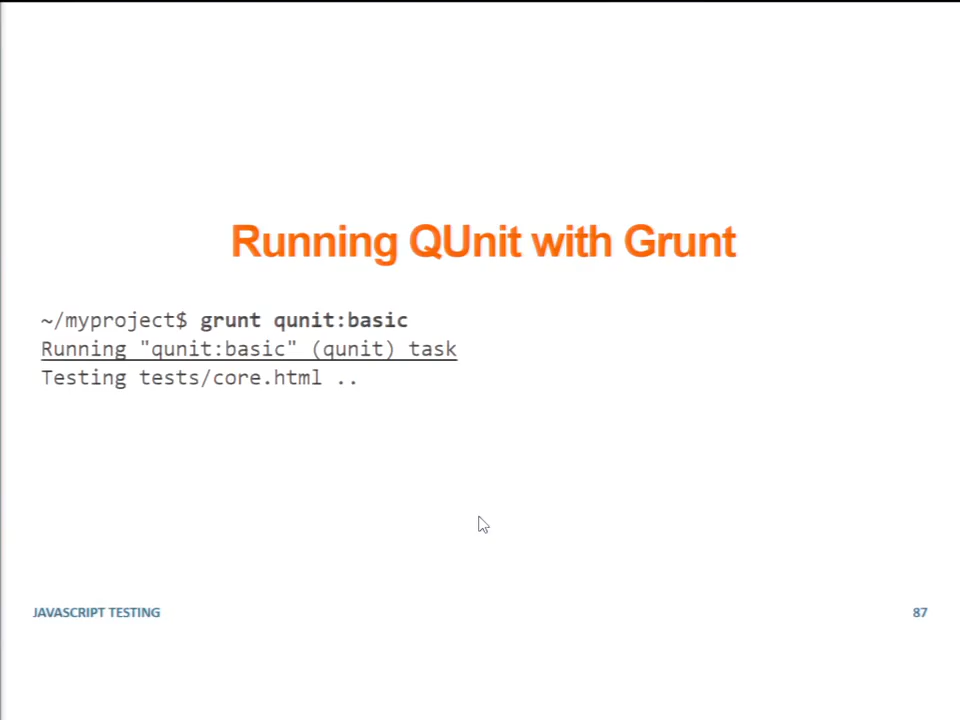 Running QUnit with Grunt
~/myproject$ grunt qunit:basic
Running "qunit:basic" (qunit) task
Testing tests/core.html ..
JAVASCRIPT TESTING
87